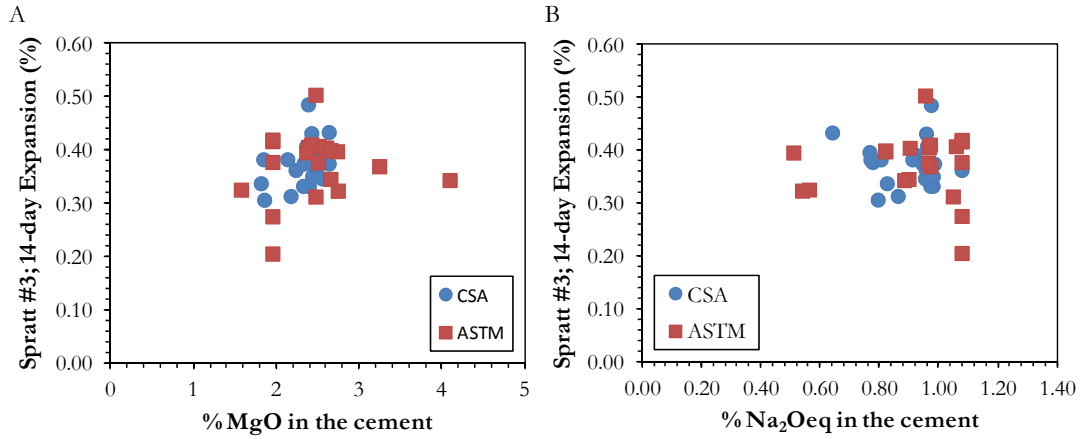 A
Spratt #3; 14-day Expansion (%)
0.60
0.50
0.40
0.30
0.20
0.10
0.00
0 1 2 3 4 5
% MgO in the cement
CSA
ASTM
B
Spratt #3; 14-day Expansion (%)
0.60
0.50
0.40
0.30
0.20
0.10
0.00
0.00 0.20 0.40 0.60 0.80 1.00 1.20 1.40
% Na₂Oeq in the cement
CSA
ASTM